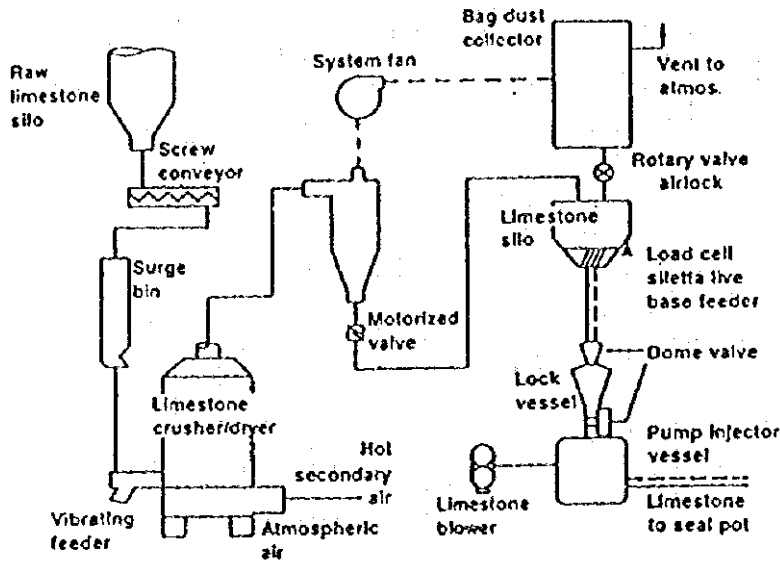 Raw
limestone
silo
Screw
conveyor
Surge
bin
Vibrating
feeder
Limestone
crusher/dryer
Hot
secondary
air
Atmospheric
air
System fan
Motorized
valve
Bag dust
collector
Vent to
atmos.
Rotary valve
airlock
Limestone
silo
Load cell
siletta live
base feeder
Dome valve
Lock
vessel
Pump injector
vessel
Limestone
blower
Limestone
to seal pot